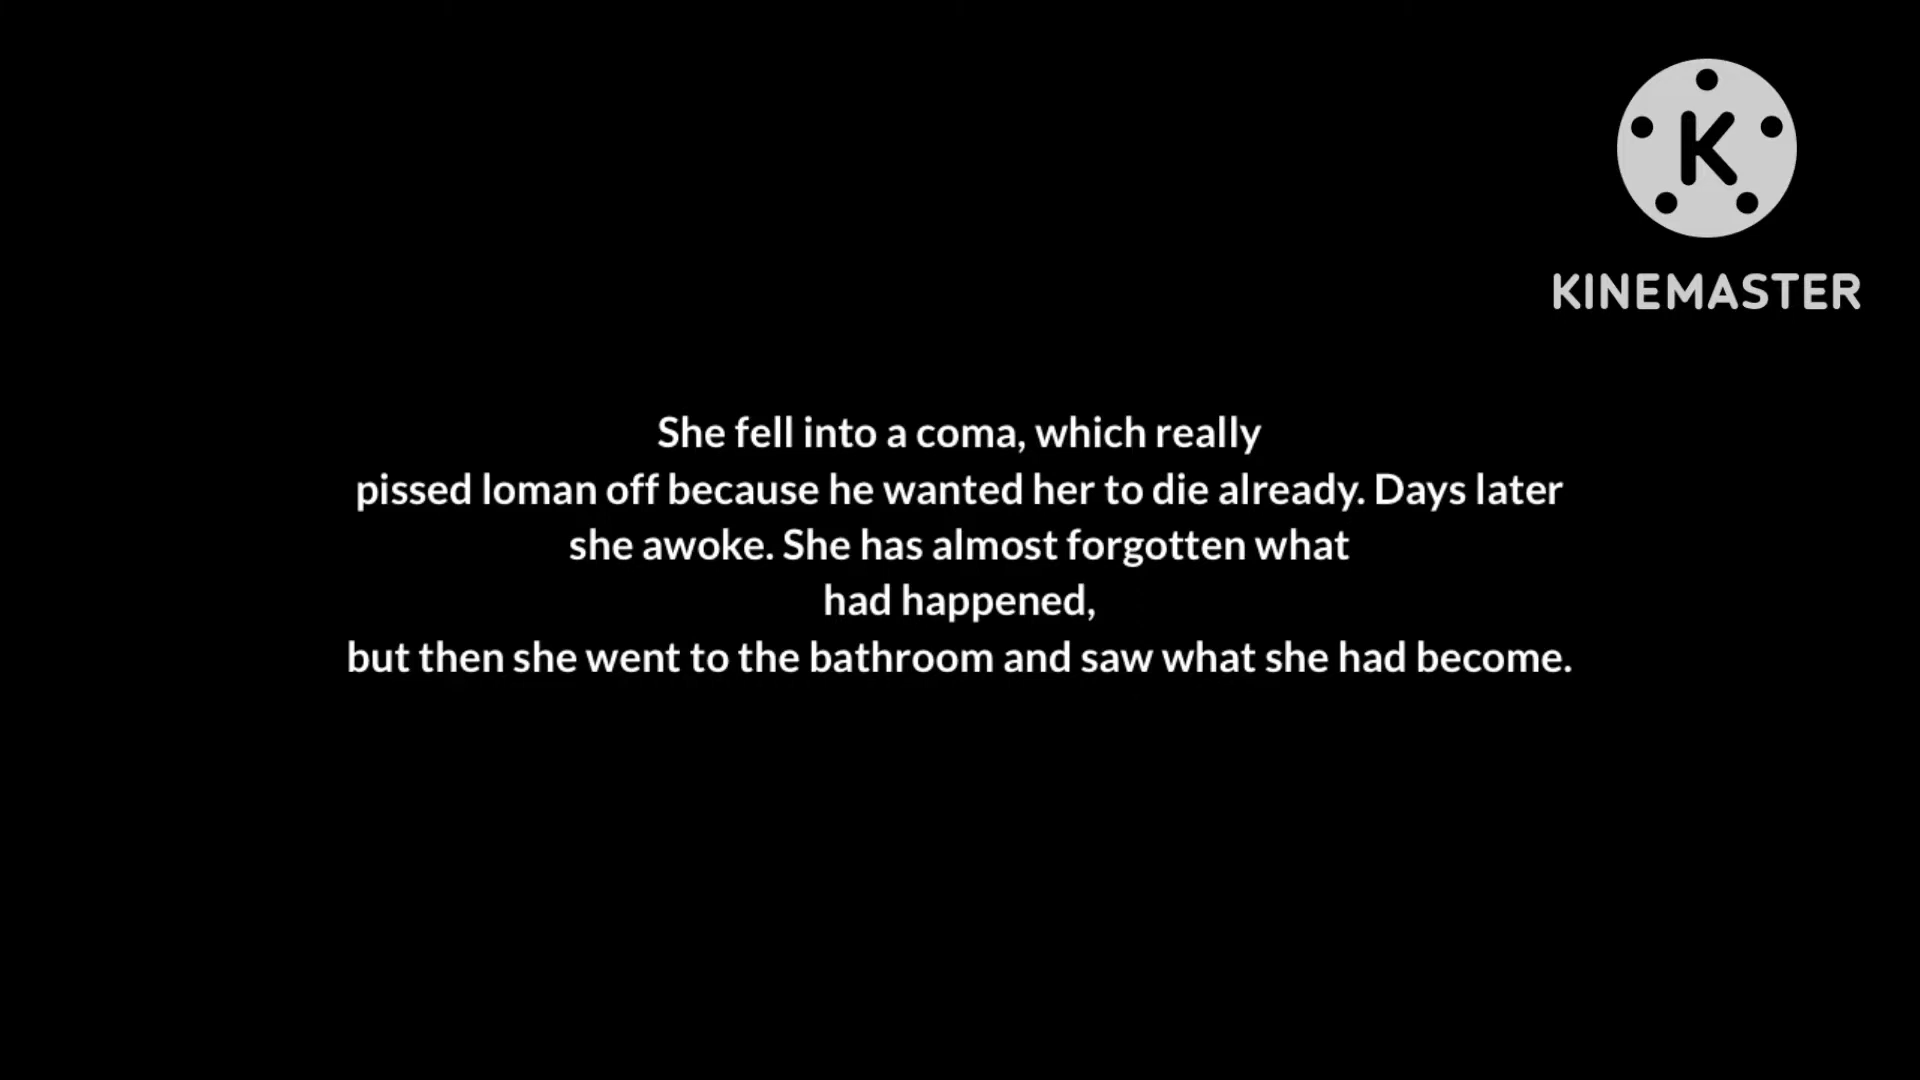 K
KINEMASTER
She fell into a coma, which really
pissed loman off because he wanted her to die already. Days later
she awoke. She has almost forgotten what
had happened,
but then she went to the bathroom and saw what she had become.